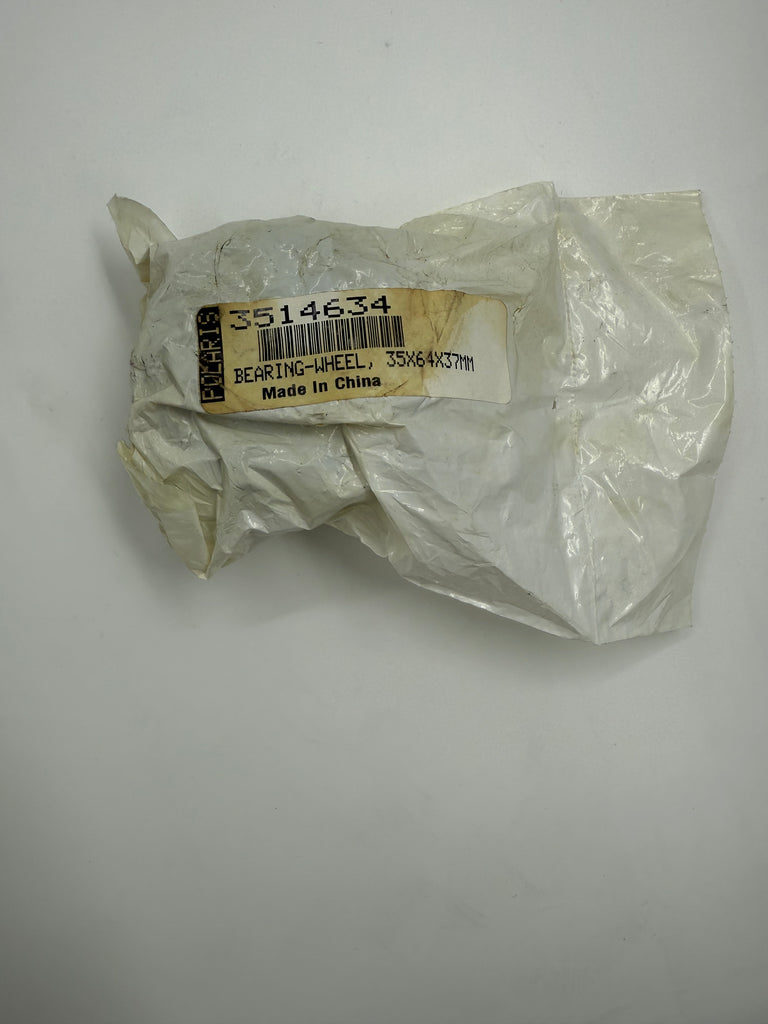 POLARIS
3514634
BEARING-WHEEL, 35X64X37MM
Made In China